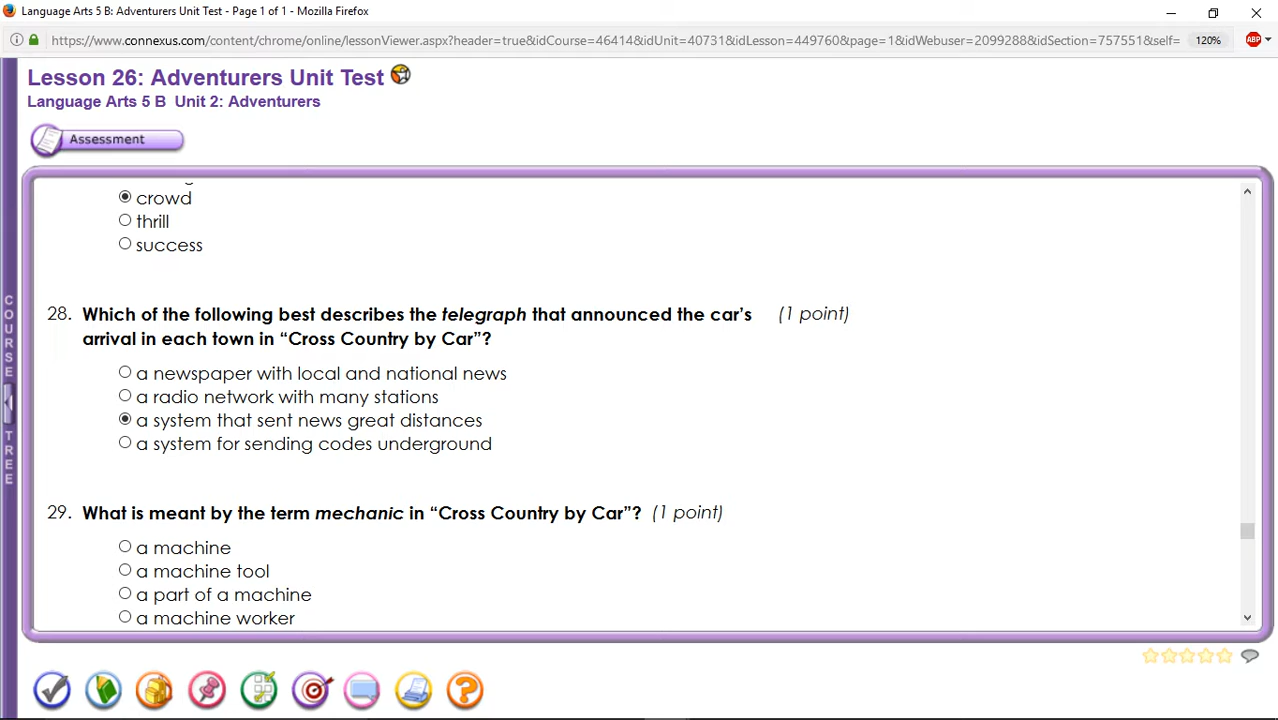 Language Arts 5 B: Adventurers Unit Test - Page 1 of 1 - Mozilla Firefox
https://www.connexus.com/content/chrome/online/lessonViewer.aspx?header=true&idCourse=46414&idUnit=40731&idLesson=449760&page=1&idWebuser=2099288&idSection=757551&self=
120%
ABP
Lesson 26: Adventurers Unit Test
Language Arts 5 B Unit 2: Adventurers
Assessment
COURSE TREE
crowd
thrill
success
28. Which of the following best describes the telegraph that announced the car’s (1 point)
arrival in each town in “Cross Country by Car”?
a newspaper with local and national news
a radio network with many stations
a system that sent news great distances
a system for sending codes underground
29. What is meant by the term mechanic in “Cross Country by Car”? (1 point)
a machine
a machine tool
a part of a machine
a machine worker